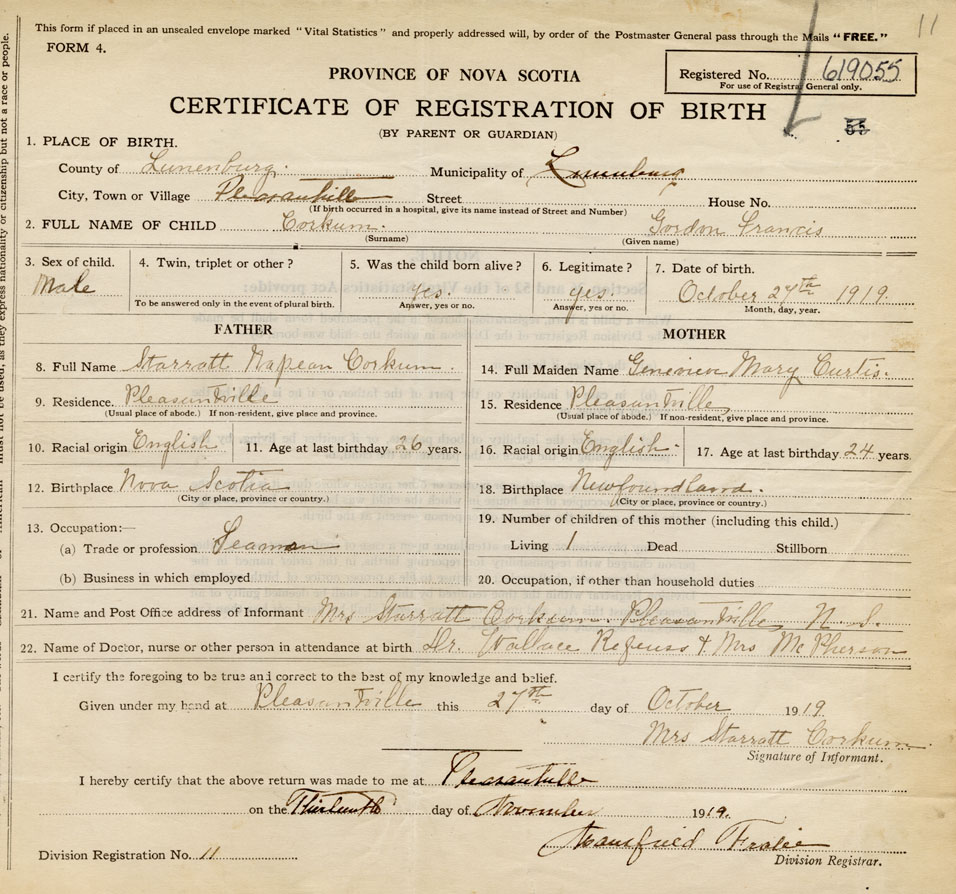 This form if placed in an unsealed envelope marked "Vital Statistics" and properly addressed will, by order of the Postmaster General pass through the Mails "FREE."
11
FORM 4.
PROVINCE OF NOVA SCOTIA
Registered No. 619055
For use of Registrar General only.
CERTIFICATE OF REGISTRATION OF BIRTH
(BY PARENT OR GUARDIAN)
55
1. PLACE OF BIRTH.
County of Lunenburg. Municipality of Lunenburg
City, Town or Village Pleasantville Street House No.
(If birth occurred in a hospital, give its name instead of Street and Number)
2. FULL NAME OF CHILD Corkum. Gordon Francis
(Surname) (Given name)
3. Sex of child. 4. Twin, triplet or other? 5. Was the child born alive? 6. Legitimate? 7. Date of birth.
Male yes. yes October 27th 1919.
To be answered only in the event of plural birth. Answer, yes or no. Answer, yes or no. Month, day, year.
FATHER MOTHER
8. Full Name Starratt Napean Corkum. 14. Full Maiden Name Genevieve Mary Curtis.
9. Residence. Pleasantville 15. Residence Pleasantville,
(Usual place of abode.) If non-resident, give place and province. (Usual place of abode.) If non-resident, give place and province.
10. Racial origin English 11. Age at last birthday 26 years. 16. Racial origin English 17. Age at last birthday 24 years.
12. Birthplace Nova Scotia 18. Birthplace Newfoundland.
(City or place, province or country.) (City or place, province or country.)
13. Occupation:— 19. Number of children of this mother (including this child.)
(a) Trade or profession Seaman Living 1 Dead Stillborn
(b) Business in which employed 20. Occupation, if other than household duties
21. Name and Post Office address of Informant Mrs Starratt Corkum. Pleasantville, N. S.
22. Name of Doctor, nurse or other person in attendance at birth Dr. Wallace & Mrs McPherson
I certify the foregoing to be true and correct to the best of my knowledge and belief.
Given under my hand at Pleasantville this 27th day of October 1919.
Mrs Starratt Corkum.
Signature of Informant.
I hereby certify that the above return was made to me at Pleasantville
on the day of November 1919.
Division Registrar.
Division Registration No. 11